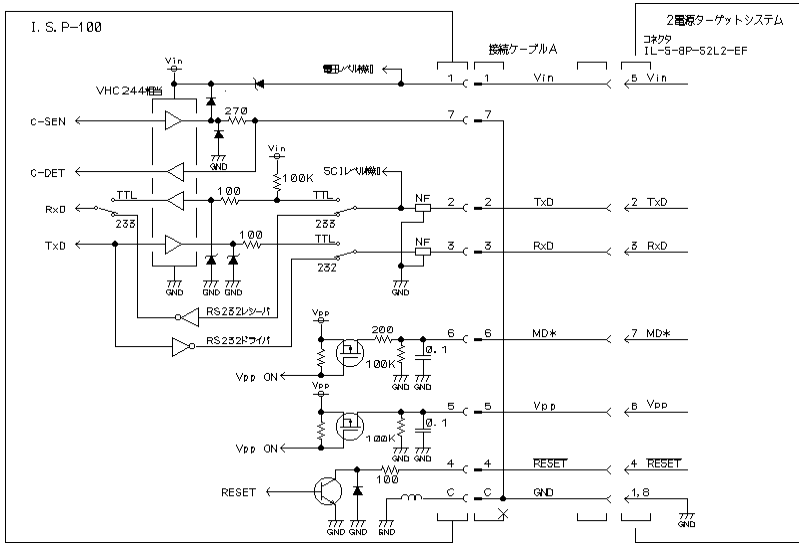 I.S.P-100
2電源ターゲットシステム
コネクタ
IL-S-8P-S2L2-EF
接続ケーブルA
Vin
電圧レベル検知
1
1
Vin
5
Vin
VHC244相当
C-SEN
270
7
7
GND
Vin
C-DET
100K
SCIレベル検知
TTL
100
TTL
NF
RxD
2
2
TxD
2
TxD
233
233
TTL
NF
TxD
100
3
3
RxD
3
RxD
232
GND
GND
GND
GND
RS232レシーバ
RS232ドライバ
Vpp
200
6
6
MD*
7
MD*
100K
0.1
Vpp ON
GND
GND
Vpp
5
5
Vpp
6
Vpp
100K
0.1
Vpp ON
GND
GND
4
4
RESET
4
RESET
100
RESET
C
C
GND
1,8
GND
GND
GND
GND